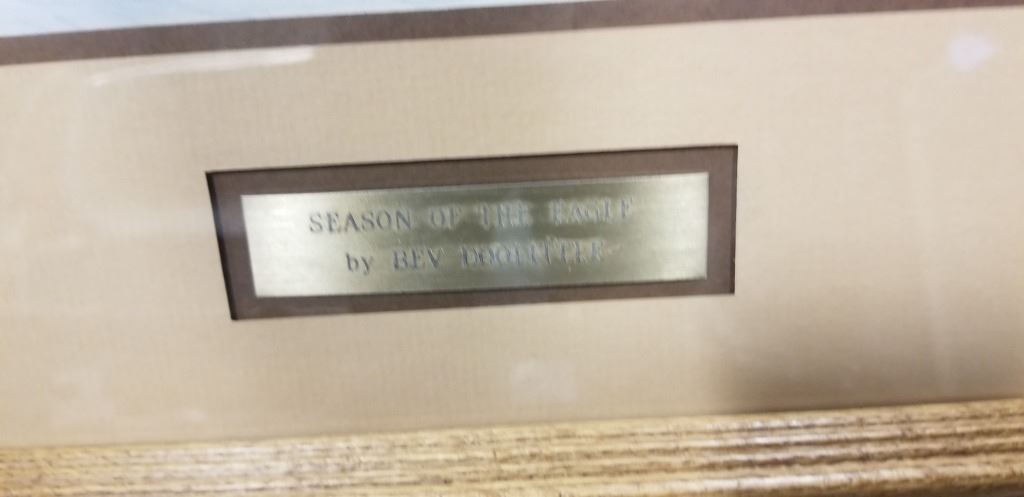 SEASON OF THE EAGLE
by BEV DOOLITTLE